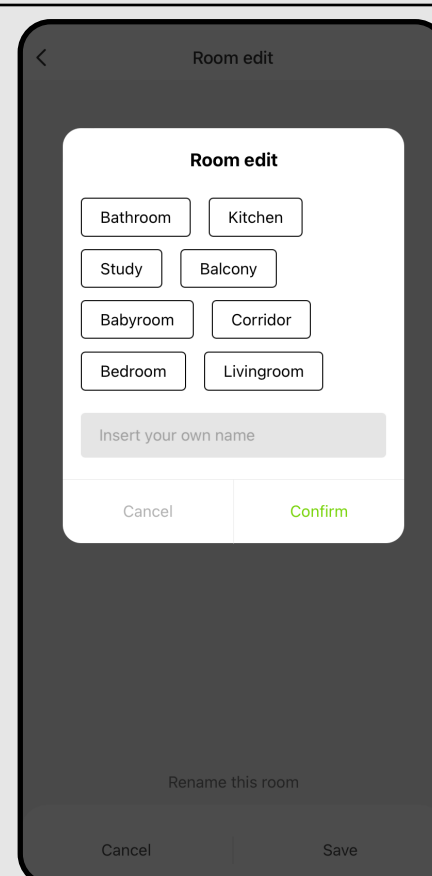 Room edit
Room edit
Bathroom Kitchen
Study Balcony
Babyroom Corridor
Bedroom Livingroom
Insert your own name
Cancel Confirm
Rename this room
Cancel Save